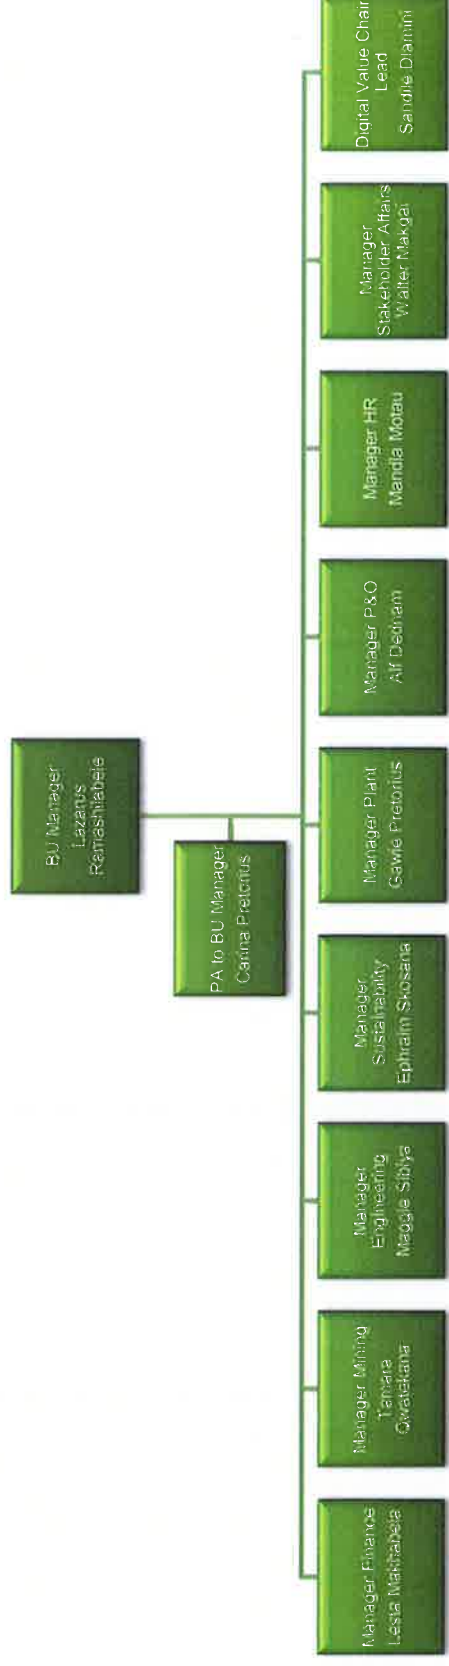 BU Manager
Lazarus
Ramashilabele
PA to BU Manager
Carina Pretorius
Manager Finance
Lesia Makhabela
Manager Mining
Tamara
Qwatekana
Manager
Engineering
Maggie Sibiya
Manager
Sustainability
Ephraim Skosana
Manager Plant
Gawie Pretorius
Manager P&O
Alf Dednam
Manager HR
Mandla Motau
Manager
Stakeholder Affairs
Walter Makgai
Digital Value Chain
Lead
Sandile Dlamini